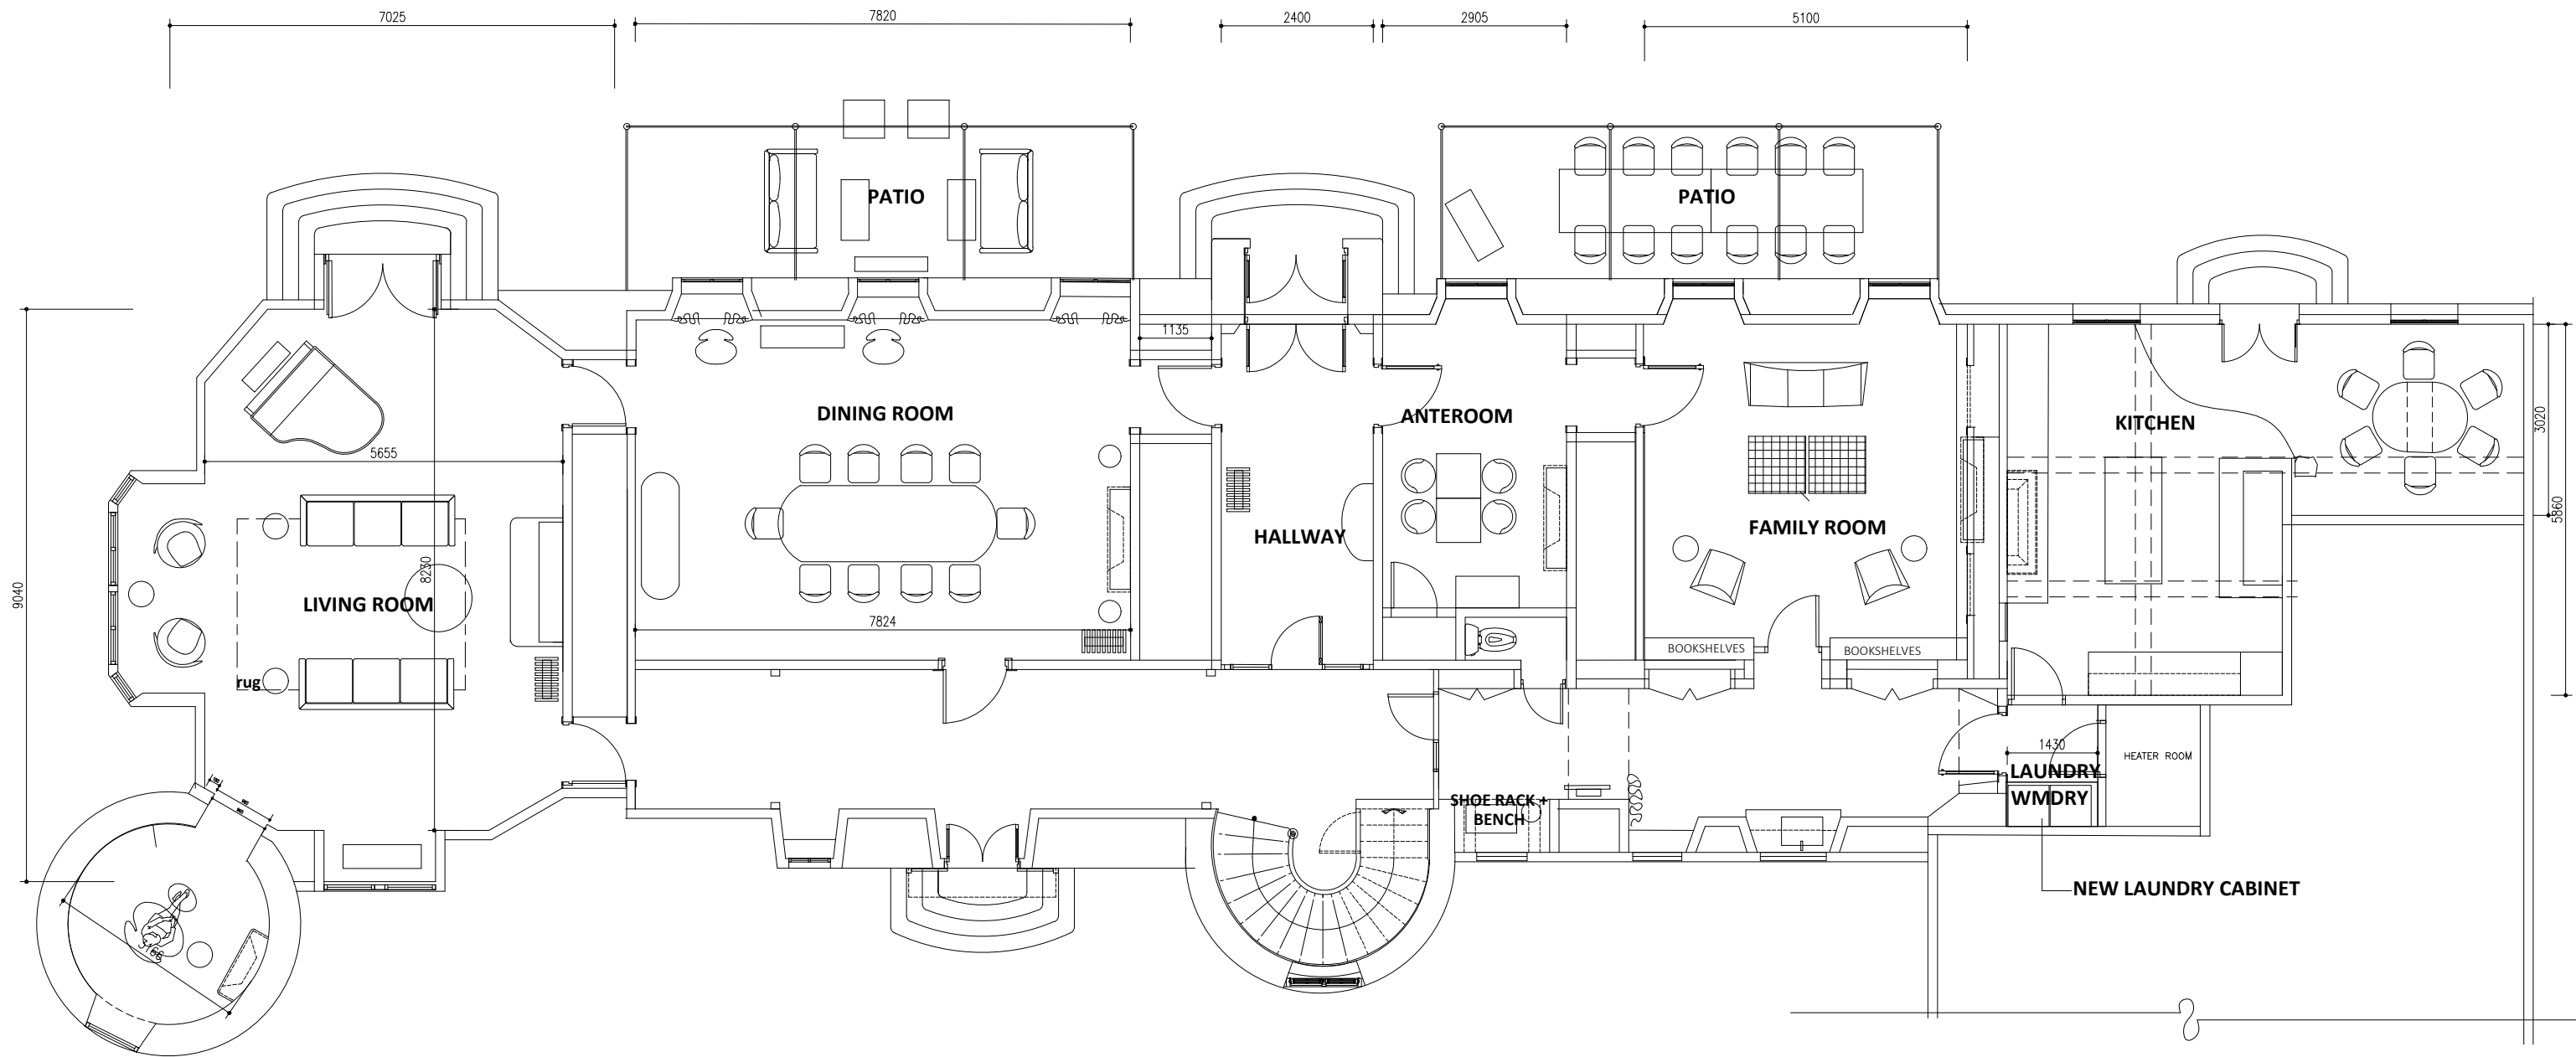 7025
7820
2400
2905
5100
PATIO
PATIO
1135
DINING ROOM
ANTEROOM
KITCHEN
3020
5860
5655
HALLWAY
FAMILY ROOM
9040
8230
LIVING ROOM
7824
BOOKSHELVES
BOOKSHELVES
rug
1430
HEATER ROOM
LAUNDRY
WMDRY
SHOE RACK +
BENCH
NEW LAUNDRY CABINET